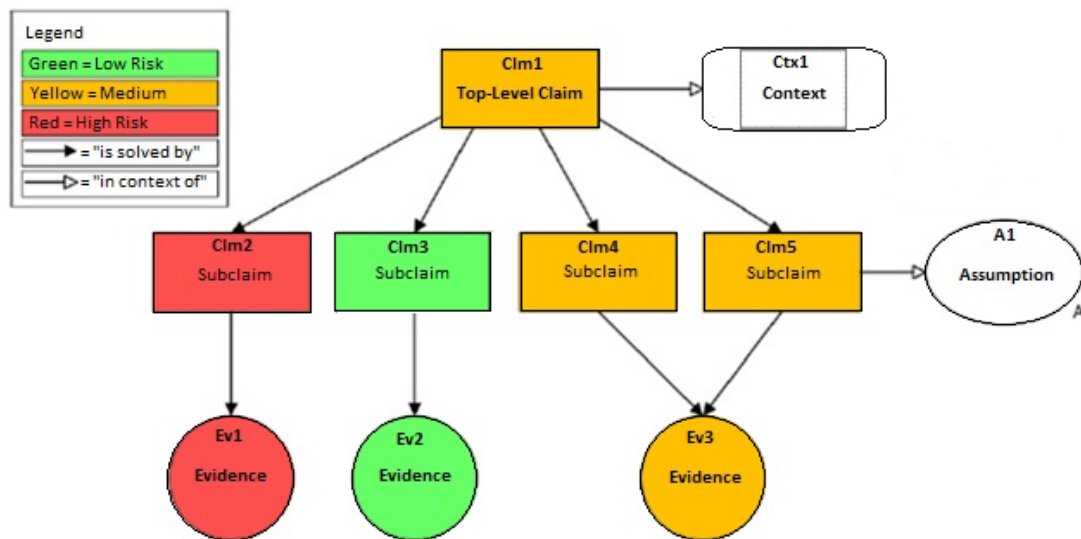 Legend
Green = Low Risk
Yellow = Medium
Red = High Risk
= "is solved by"
= "in context of"
Clm1
Top-Level Claim
Ctx1
Context
Clm2
Subclaim
Clm3
Subclaim
Clm4
Subclaim
Clm5
Subclaim
A1
Assumption
A
Ev1
Evidence
Ev2
Evidence
Ev3
Evidence